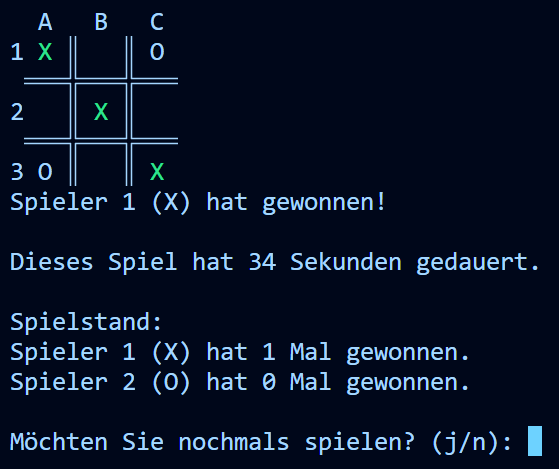 A B C
1 X O
2 X
3 O X
Spieler 1 (X) hat gewonnen!
Dieses Spiel hat 34 Sekunden gedauert.
Spielstand:
Spieler 1 (X) hat 1 Mal gewonnen.
Spieler 2 (O) hat 0 Mal gewonnen.
Möchten Sie nochmals spielen? (j/n):